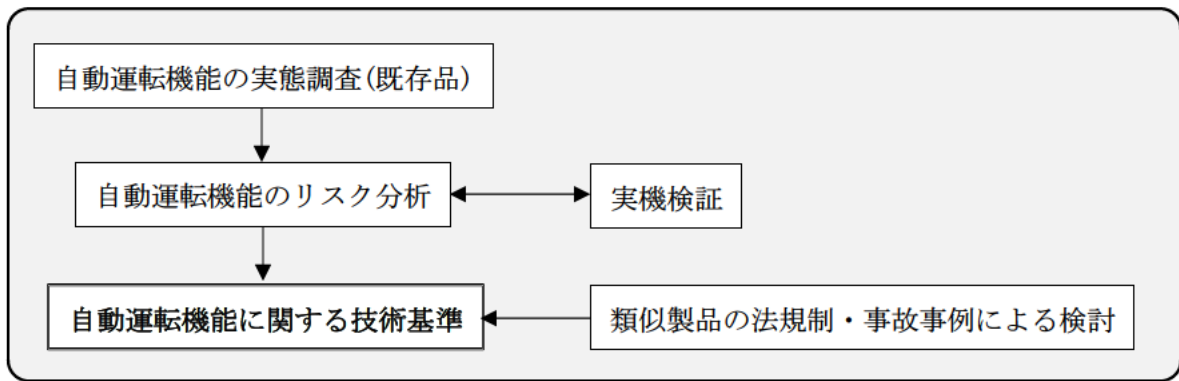 自動運転機能の実態調査(既存品)
自動運転機能のリスク分析
実機検証
自動運転機能に関する技術基準
類似製品の法規制・事故事例による検討